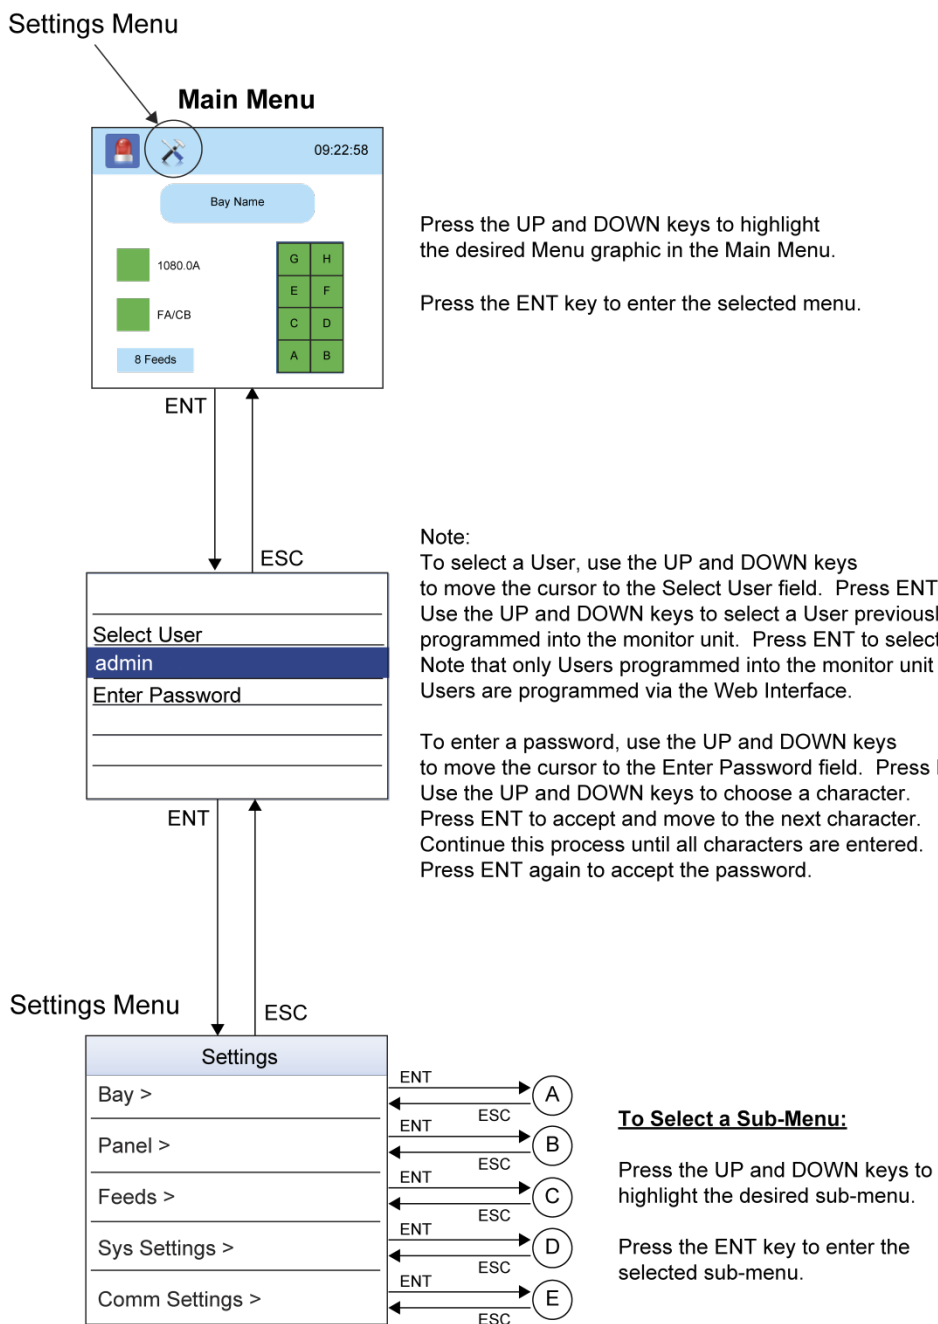 Settings Menu
Main Menu
09:22:58
Bay Name
1080.0A
FA/CB
8 Feeds
G H
E F
C D
A B
Press the UP and DOWN keys to highlight
the desired Menu graphic in the Main Menu.
Press the ENT key to enter the selected menu.
ENT
ESC
Select User
admin
Enter Password
Note:
To select a User, use the UP and DOWN keys
to move the cursor to the Select User field. Press ENT
Use the UP and DOWN keys to select a User
programmed into the monitor unit. Press ENT to select
Note that only Users programmed into the monitor unit
Users are programmed via the Web Interface.
To enter a password, use the UP and DOWN keys
to move the cursor to the Enter Password field. Press
Use the UP and DOWN keys to choose a character.
Press ENT to accept and move to the next character.
Continue this process until all characters are entered.
Press ENT again to accept the password.
ENT
ESC
Settings Menu
Settings
Bay >
ENT
ESC
A
Panel >
ENT
ESC
B
Feeds >
ENT
ESC
C
Sys Settings >
ENT
ESC
D
Comm Settings >
ENT
ESC
E
To Select a Sub-Menu:
Press the UP and DOWN keys to
highlight the desired sub-menu.
Press the ENT key to enter the
selected sub-menu.